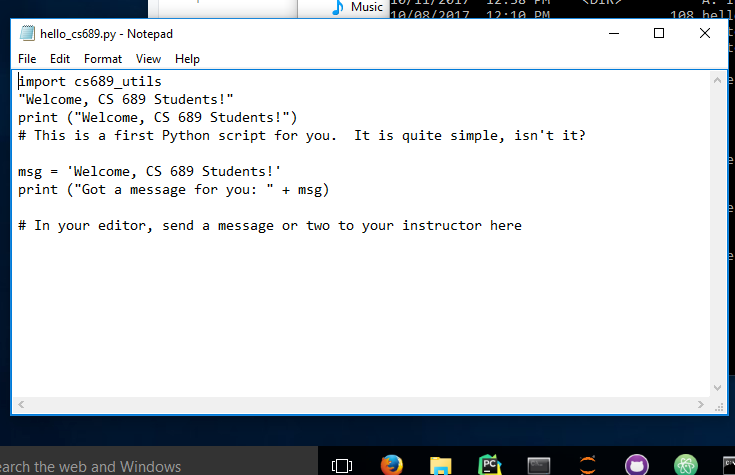 Music
10/11/2017 12:38 PM <DIR> A.
10/08/2017 12:10 PM 108 hell
hello_cs689.py - Notepad
File Edit Format View Help
import cs689_utils
"Welcome, CS 689 Students!"
print ("Welcome, CS 689 Students!")
# This is a first Python script for you.  It is quite simple, isn't it?
msg = 'Welcome, CS 689 Students!'
print ("Got a message for you: " + msg)
# In your editor, send a message or two to your instructor here
earch the web and Windows
PC